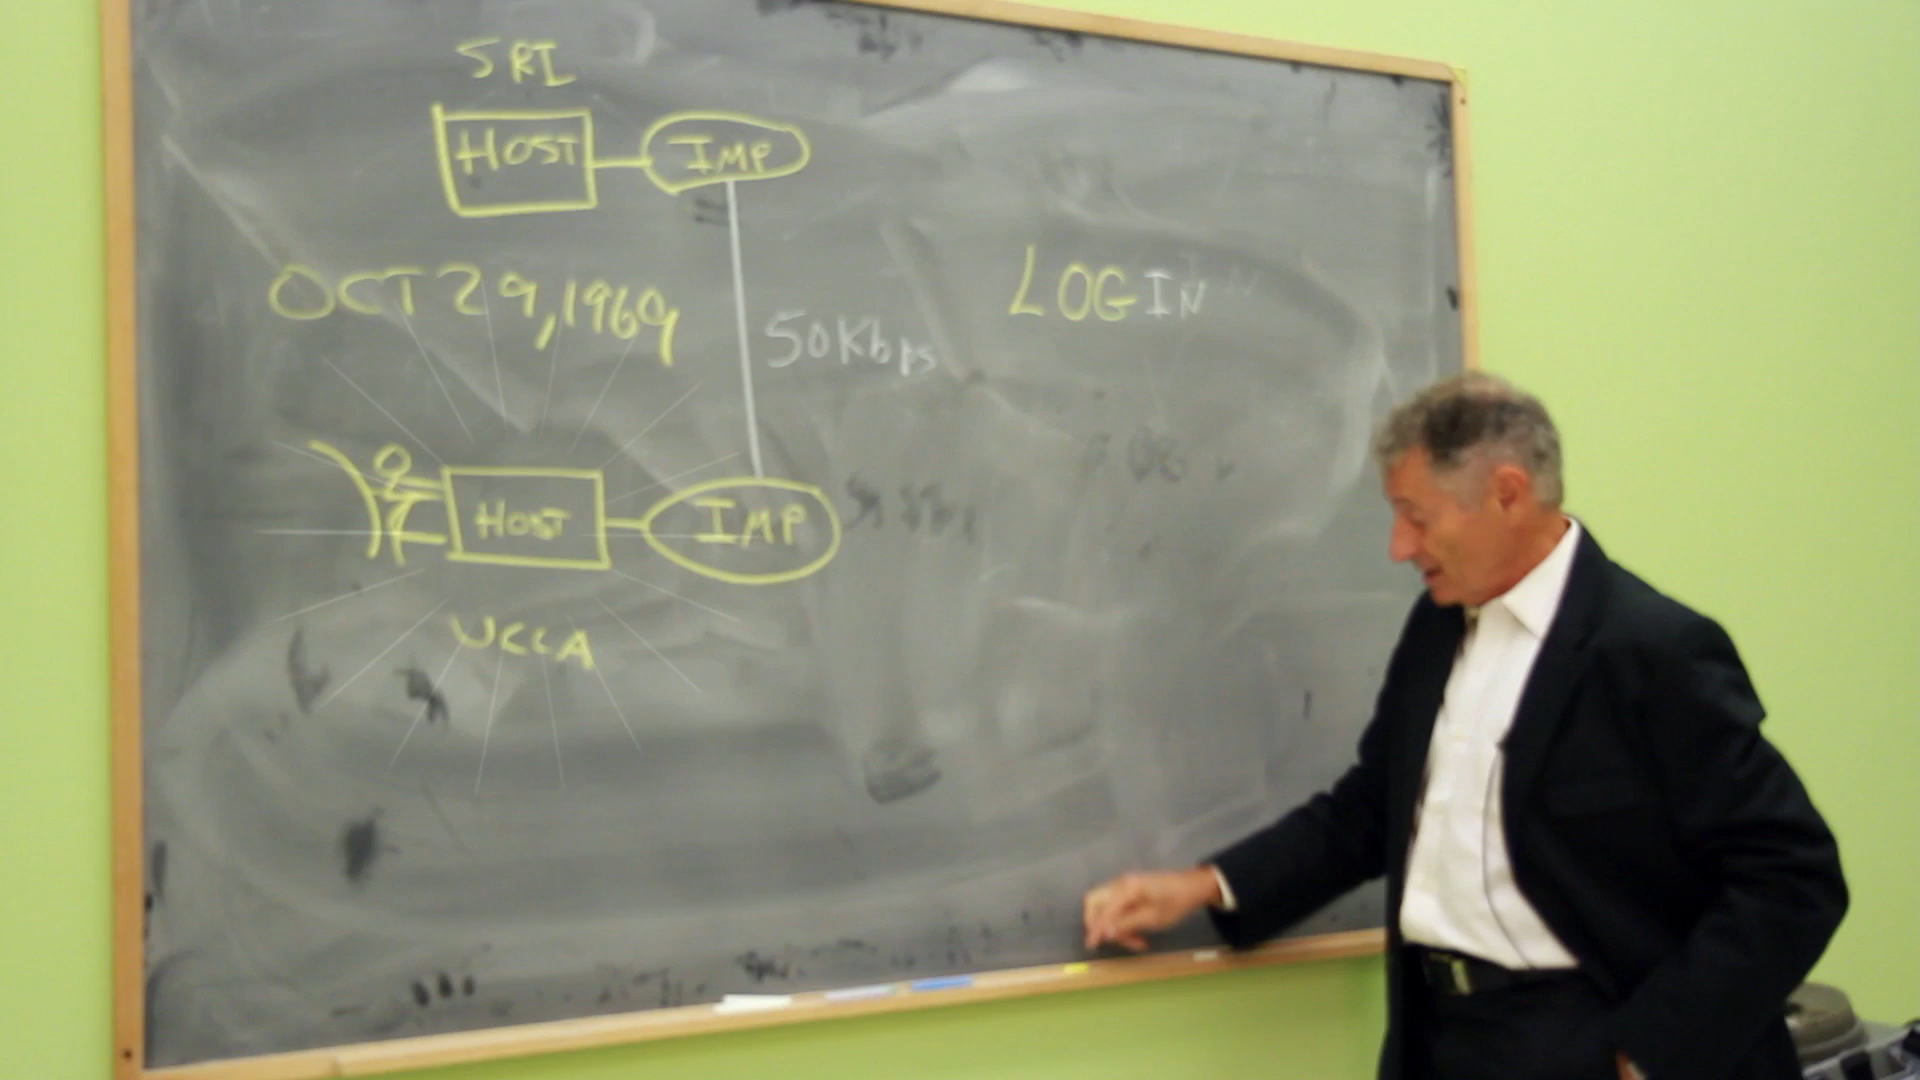 SRI
HOST IMP
OCT 29, 1969
50Kbps
LOGIN
HOST IMP
UCLA